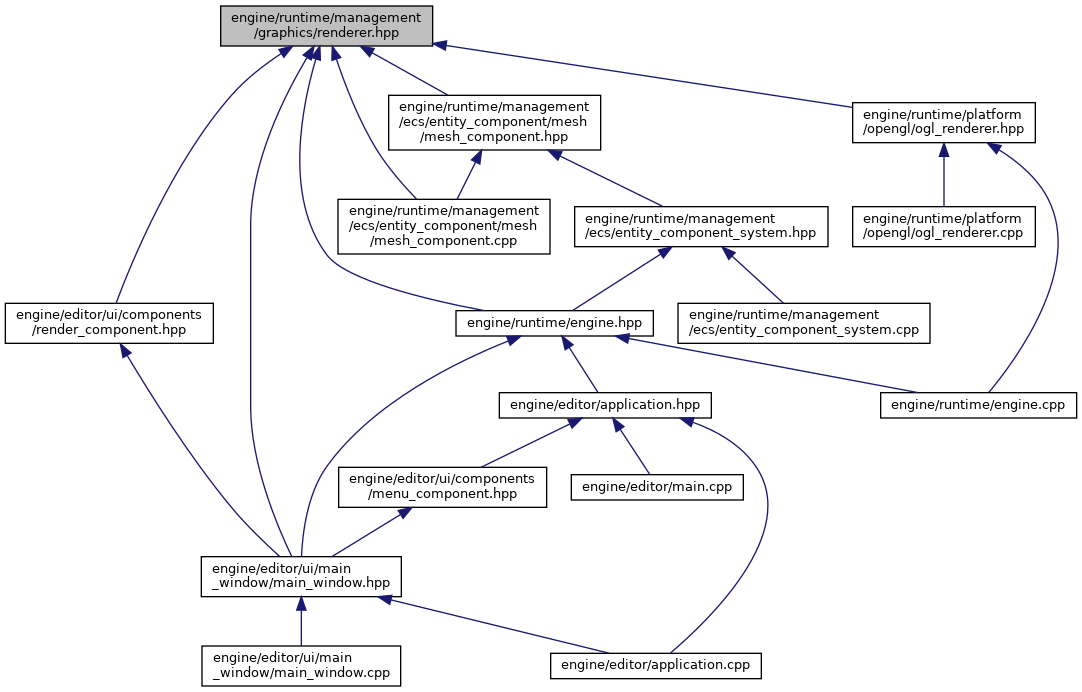 engine/runtime/management
/graphics/renderer.hpp
engine/runtime/management
/ecs/entity_component/mesh
/mesh_component.hpp
engine/runtime/platform
/opengl/ogl_renderer.hpp
engine/runtime/management
/ecs/entity_component/mesh
/mesh_component.cpp
engine/runtime/management
/ecs/entity_component_system.hpp
engine/runtime/platform
/opengl/ogl_renderer.cpp
engine/editor/ui/components
/render_component.hpp
engine/runtime/engine.hpp
engine/runtime/management
/ecs/entity_component_system.cpp
engine/editor/application.hpp
engine/runtime/engine.cpp
engine/editor/ui/components
/menu_component.hpp
engine/editor/main.cpp
engine/editor/ui/main
_window/main_window.hpp
engine/editor/ui/main
_window/main_window.cpp
engine/editor/application.cpp